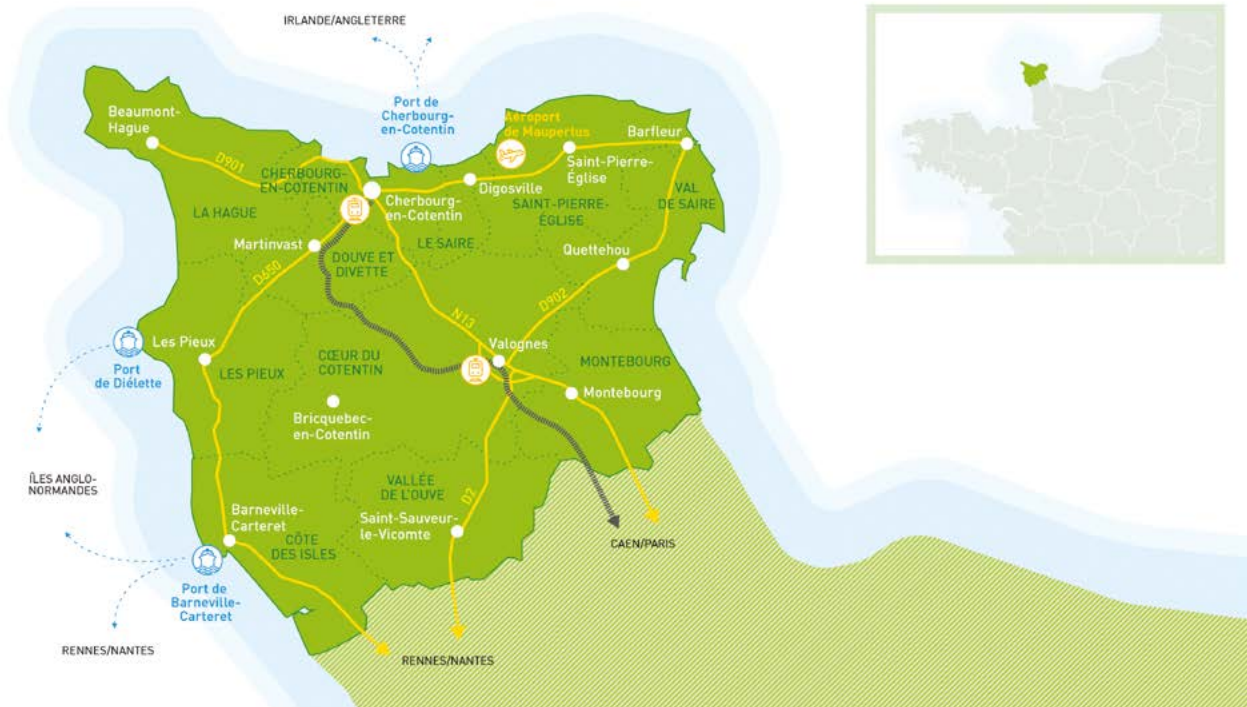 IRLANDE/ANGLETERRE
Beaumont-
Hague
Port de
Cherbourg-
en-Cotentin
Aéroport
de Maupertus
Barfleur
Saint-Pierre-
Église
D901
CHERBOURG-
EN-COTENTIN
Cherbourg-
en-Cotentin
Digosville
VAL
DE SAIRE
LA HAGUE
SAINT-PIERRE-
ÉGLISE
Martinvast
LE SAIRE
DOUVE ET
DIVETTE
Quettehou
D650
D902
N13
Les Pieux
Port
de Diélette
LES PIEUX
CŒUR DU
COTENTIN
Valognes
MONTEBOURG
Montebourg
Bricquebec-
en-Cotentin
ÎLES ANGLO-
NORMANDES
VALLÉE
DE L'OUVE
D2
Barneville-
Carteret
Saint-Sauveur-
le-Vicomte
CÔTE
DES ISLES
CAEN/PARIS
Port de
Barneville-
Carteret
RENNES/NANTES
RENNES/NANTES